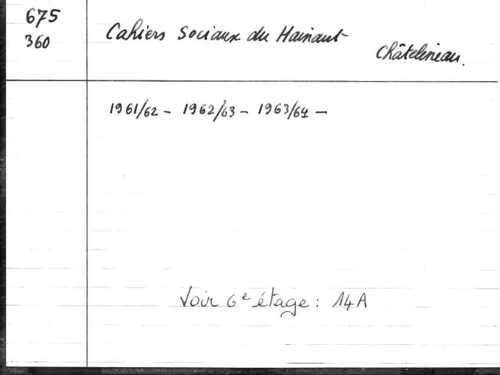 675
360
Cahiers Sociaux du Hainaut
Châtelineau.
1961/62 - 1962/63 - 1963/64 -
Voir 6e étage : 14A